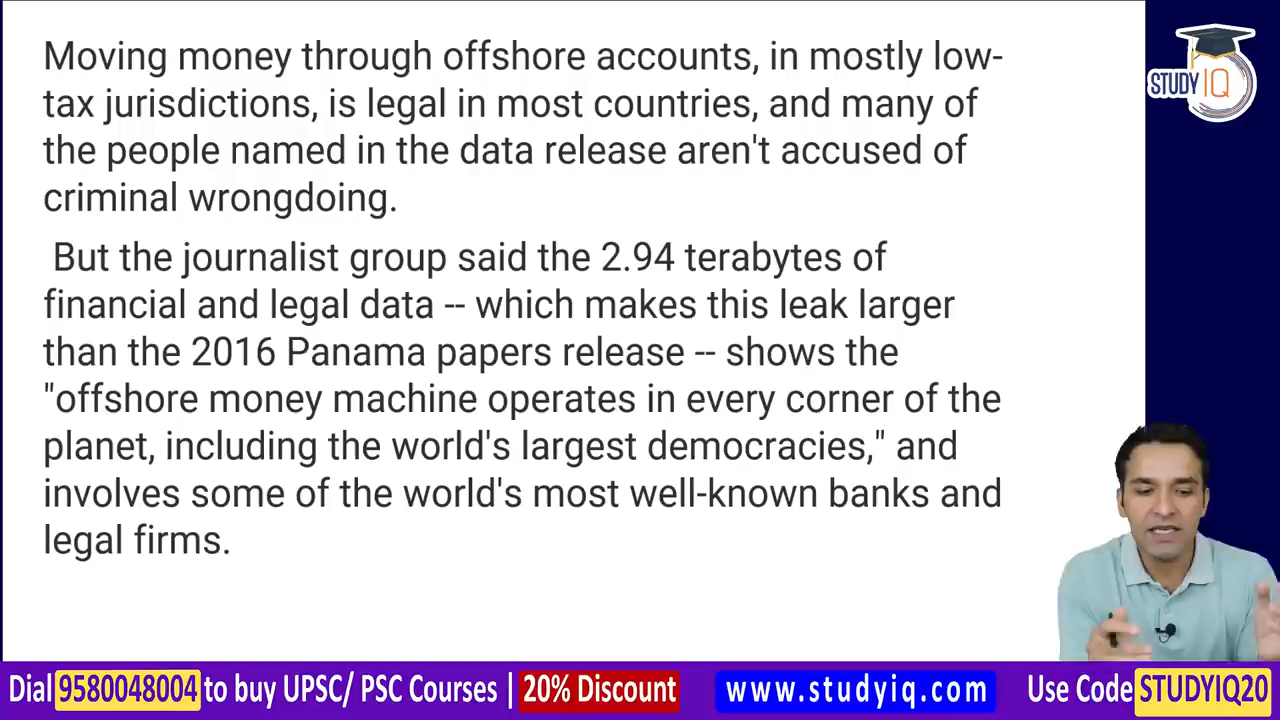 Moving money through offshore accounts, in mostly low-
tax jurisdictions, is legal in most countries, and many of
the people named in the data release aren't accused of
criminal wrongdoing.
But the journalist group said the 2.94 terabytes of
financial and legal data -- which makes this leak larger
than the 2016 Panama papers release -- shows the
"offshore money machine operates in every corner of the
planet, including the world's largest democracies," and
involves some of the world's most well-known banks and
legal firms.
STUDY IQ
Dial 9580048004 to buy UPSC/ PSC Courses | 20% Discount www.studyiq.com Use Code STUDYIQ20